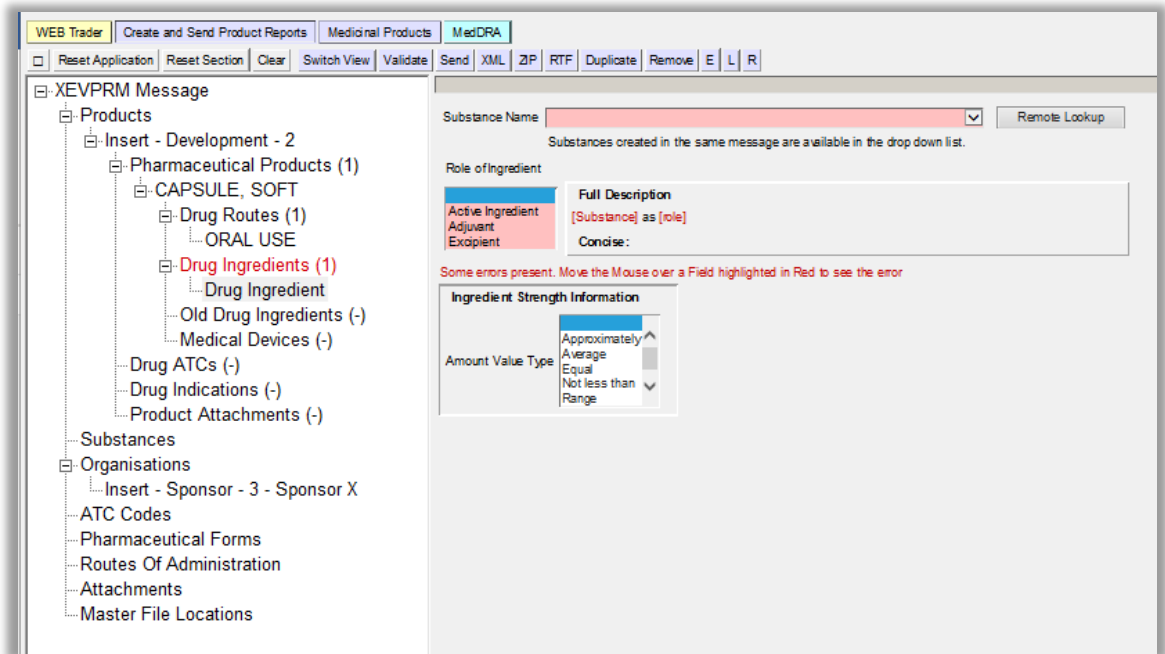 WEB Trader Create and Send Product Reports Medicinal Products MedDRA
Reset Application Reset Section Clear Switch View Validate Send XML ZIP RTF Duplicate Remove E L R
XEVPRM Message
Products
Insert - Development - 2
Pharmaceutical Products (1)
CAPSULE, SOFT
Drug Routes (1)
ORAL USE
Drug Ingredients (1)
Drug Ingredient
Old Drug Ingredients (-)
Medical Devices (-)
Drug ATCs (-)
Drug Indications (-)
Product Attachments (-)
Substances
Organisations
Insert - Sponsor - 3 - Sponsor X
ATC Codes
Pharmaceutical Forms
Routes Of Administration
Attachments
Master File Locations
Substance Name Remote Lookup
Substances created in the same message are available in the drop down list.
Role of Ingredient
Active Ingredient
Adjuvant
Excipient
Full Description
[Substance] as [role]
Concise:
Some errors present. Move the Mouse over a Field highlighted in Red to see the error
Ingredient Strength Information
Amount Value Type
Approximately
Average
Equal
Not less than
Range